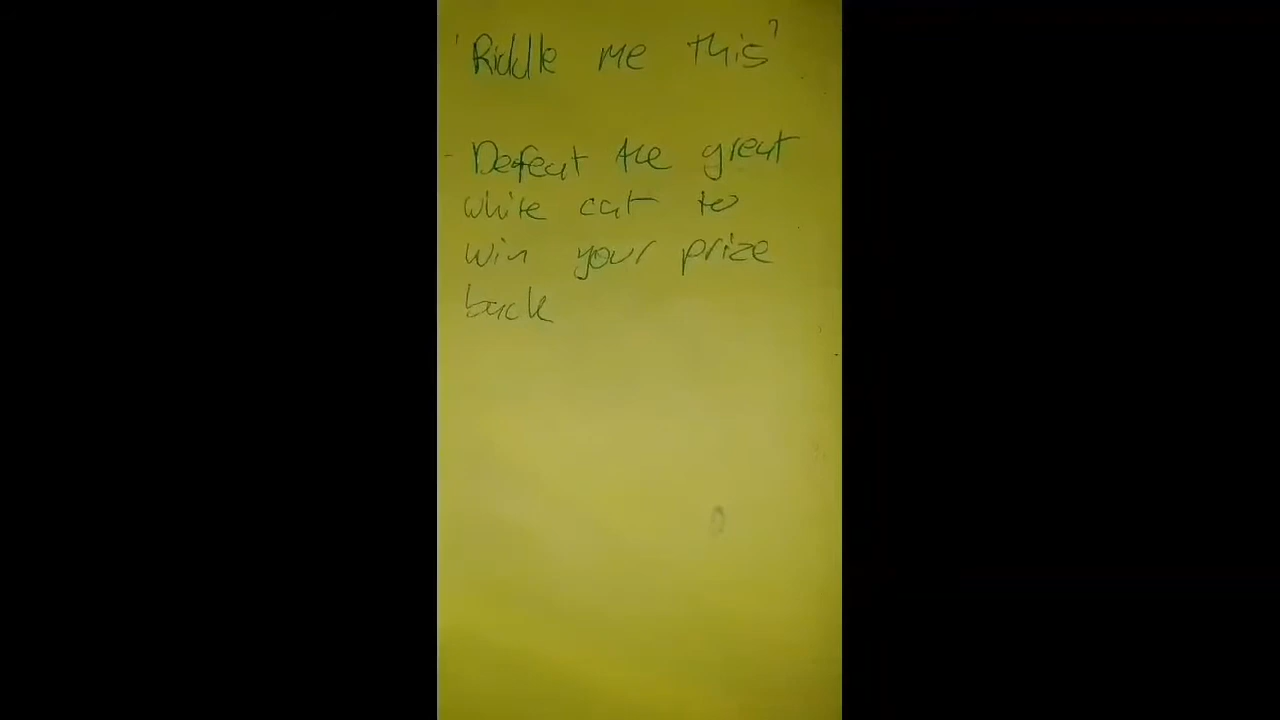 'Riddle me this'
- Defeat the great
white cat to
win your prize
back